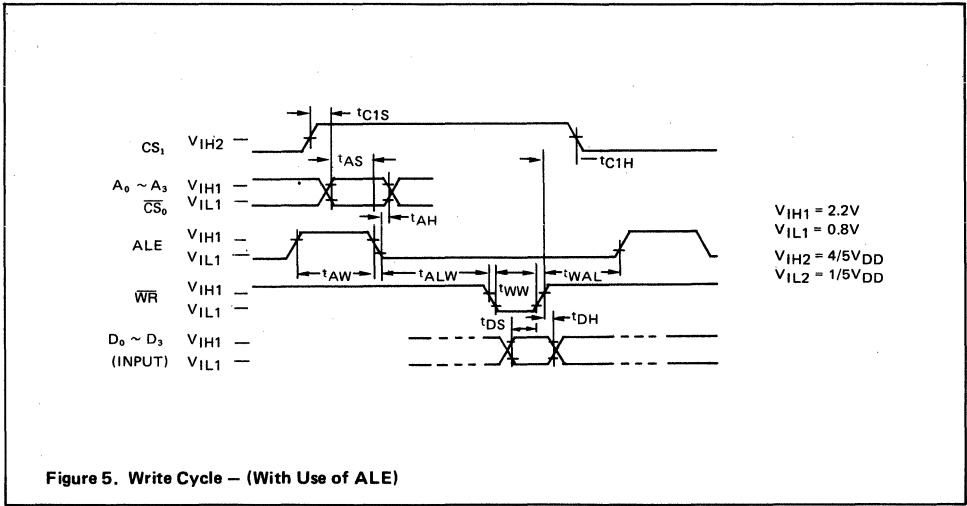 tC1S
CS1 VIH2
tAS
tC1H
A0 ~ A3 VIH1
CS0 VIL1
tAH
VIH1 = 2.2V
VIL1 = 0.8V
VIH2 = 4/5VDD
VIL2 = 1/5VDD
ALE VIH1
VIL1
tAW tALW tWW tWAL
WR VIH1
VIL1
tDS tDH
D0 ~ D3 VIH1
(INPUT) VIL1
Figure 5. Write Cycle — (With Use of ALE)